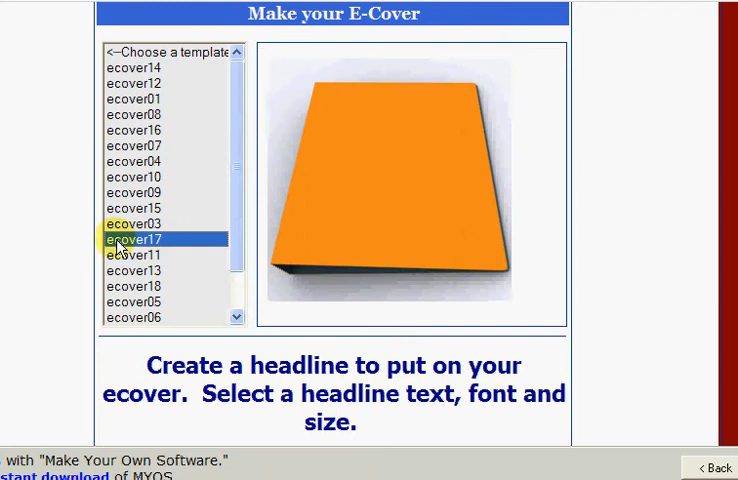 Make your E-Cover
<--Choose a template
ecover14
ecover12
ecover01
ecover08
ecover16
ecover07
ecover04
ecover10
ecover09
ecover15
ecover03
ecover17
ecover11
ecover13
ecover18
ecover05
ecover06
Create a headline to put on your
ecover. Select a headline text, font and
size.
with "Make Your Own Software."
stant download of MYOS
< Back